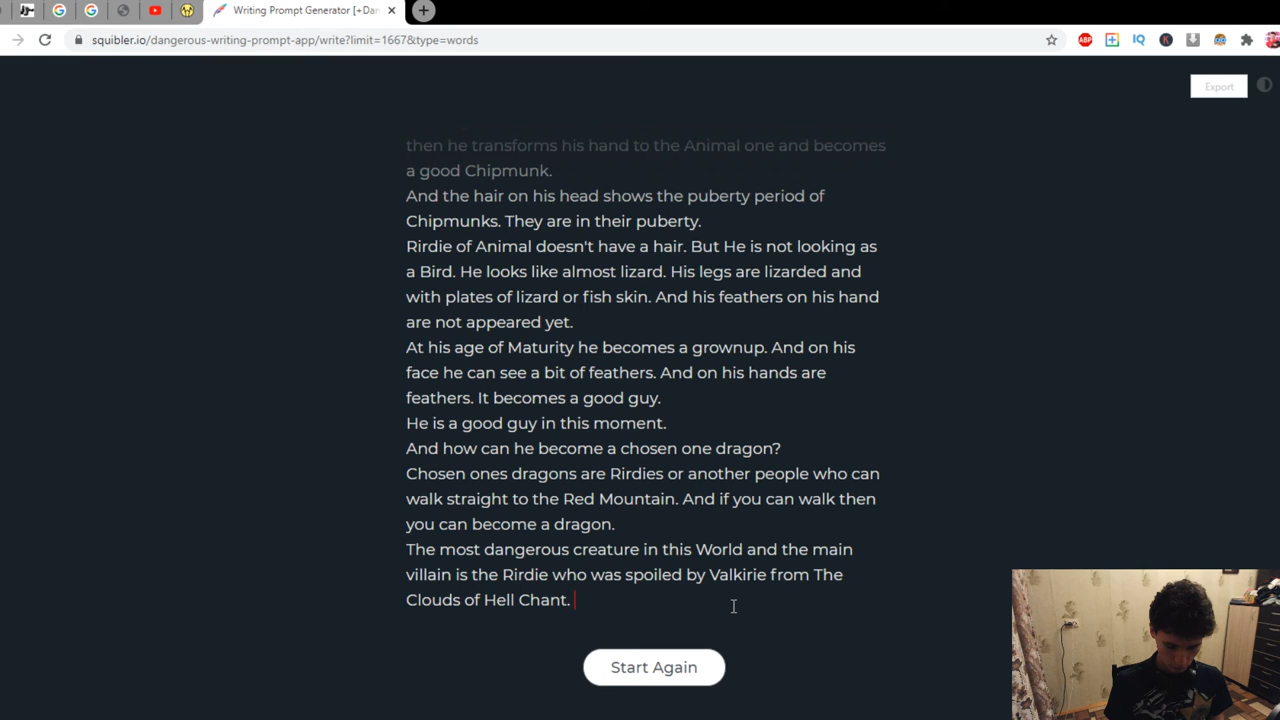 Writing Prompt Generator [+Dan
squibler.io/dangerous-writing-prompt-app/write?limit=1667&type=words
ABP
IQ
K
Export
then he transforms his hand to the Animal one and becomes
a good Chipmunk.
And the hair on his head shows the puberty period of
Chipmunks. They are in their puberty.
Rirdie of Animal doesn't have a hair. But He is not looking as
a Bird. He looks like almost lizard. His legs are lizarded and
with plates of lizard or fish skin. And his feathers on his hand
are not appeared yet.
At his age of Maturity he becomes a grownup. And on his
face he can see a bit of feathers. And on his hands are
feathers. It becomes a good guy.
He is a good guy in this moment.
And how can he become a chosen one dragon?
Chosen ones dragons are Rirdies or another people who can
walk straight to the Red Mountain. And if you can walk then
you can become a dragon.
The most dangerous creature in this World and the main
villain is the Rirdie who was spoiled by Valkirie from The
Clouds of Hell Chant.
Start Again